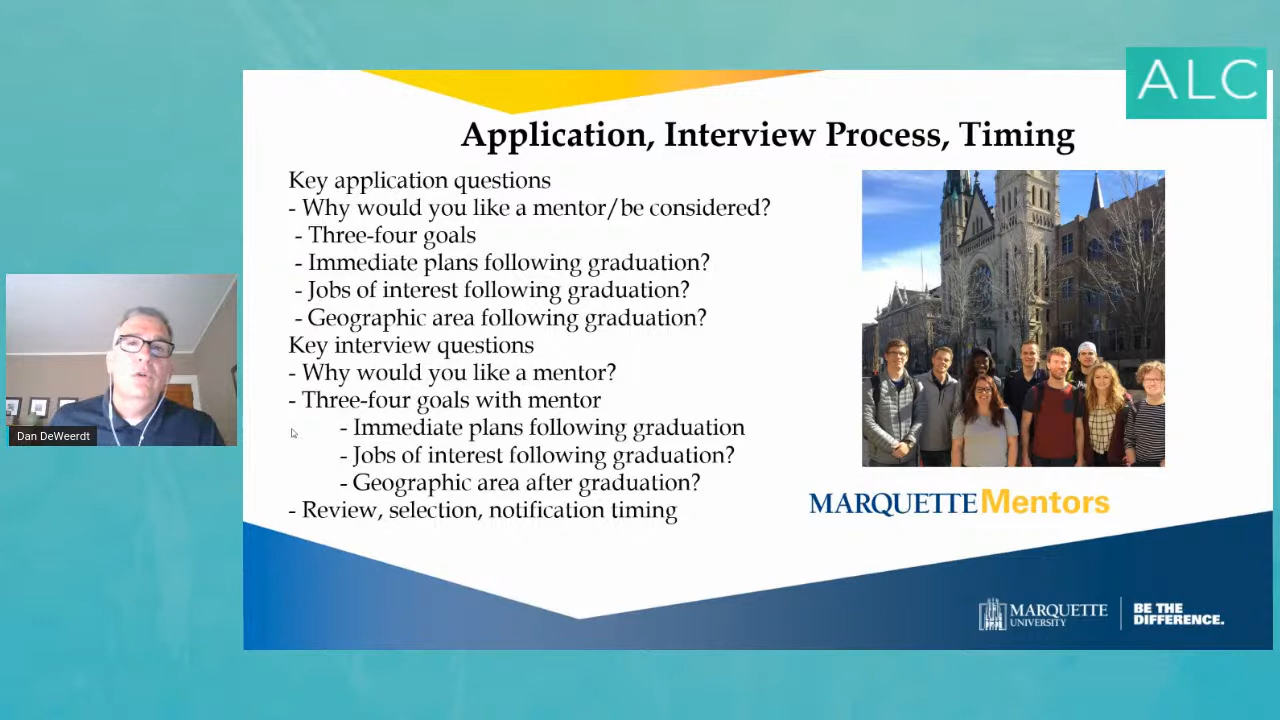 ALC
Application, Interview Process, Timing
Key application questions
- Why would you like a mentor/be considered?
- Three-four goals
- Immediate plans following graduation?
- Jobs of interest following graduation?
- Geographic area following graduation?
Key interview questions
- Why would you like a mentor?
- Three-four goals with mentor
- Immediate plans following graduation
- Jobs of interest following graduation?
- Geographic area after graduation?
- Review, selection, notification timing
Dan DeWeerdt
MARQUETTE Mentors
MARQUETTE
UNIVERSITY
BE THE
DIFFERENCE.